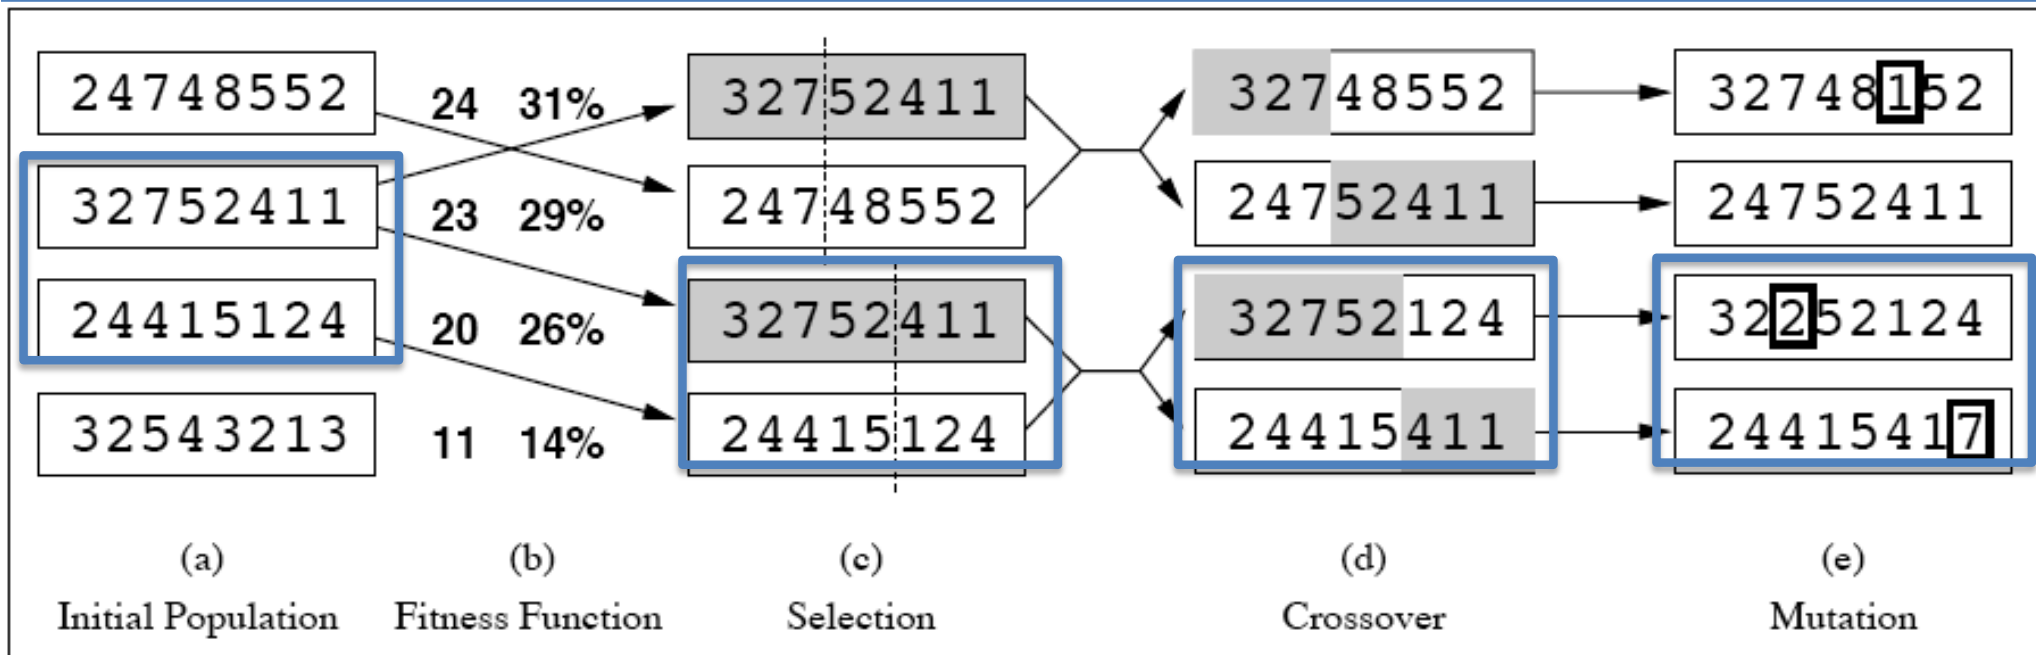 24748552 24 31% 32752411 32748552 32748152
32752411 23 29% 24748552 24752411 24752411
24415124 20 26% 32752411 32752124 32252124
32543213 11 14% 24415124 24415411 24415417
(a) (b) (c) (d) (e)
Initial Population Fitness Function Selection Crossover Mutation